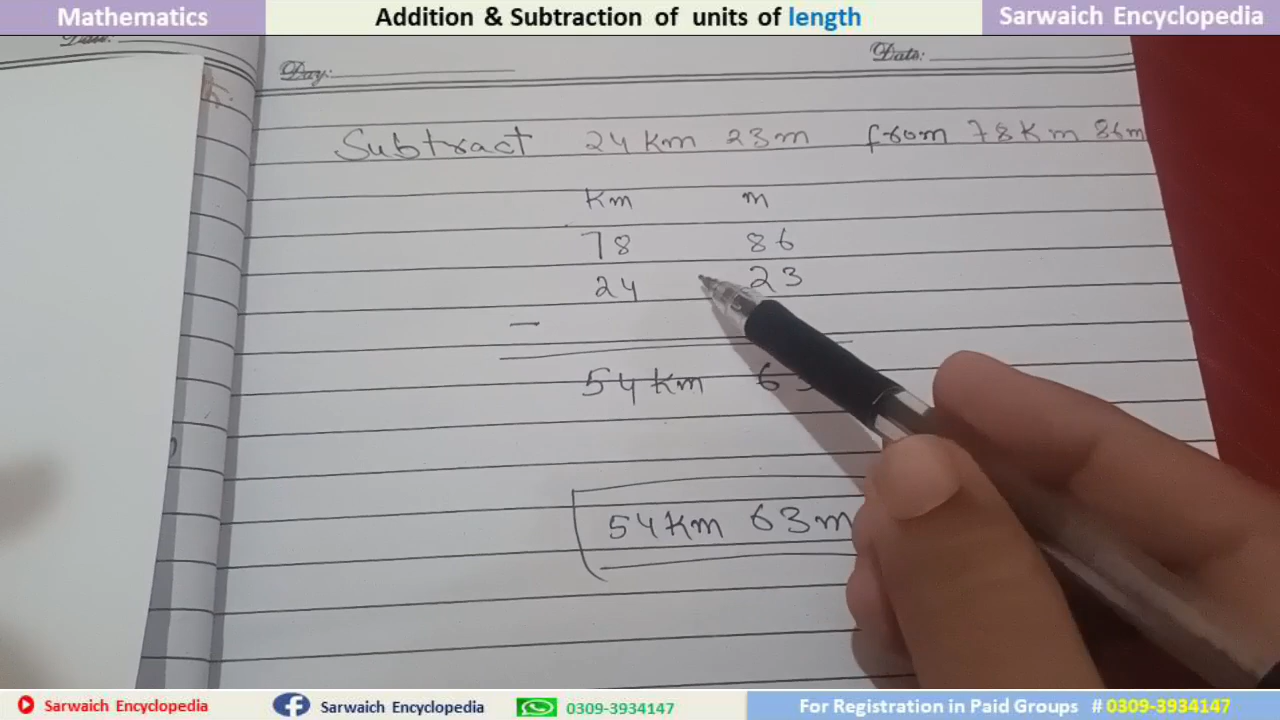 Mathematics
Addition & Subtraction of units of length
Sarwaich Encyclopedia
Date:
Day:
Date:
Subtract 24 Km 23 m from 78 Km 86 m
Km m
78 86
24 23
−
54 Km 63
54 Km 63 m
Sarwaich Encyclopedia
Sarwaich Encyclopedia
0309-3934147
For Registration in Paid Groups # 0309-3934147